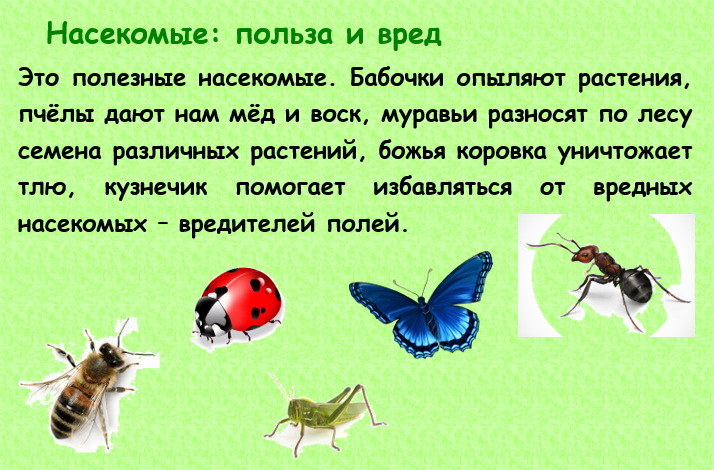 Насекомые: польза и вред
Это полезные насекомые. Бабочки опыляют растения,
пчёлы дают нам мёд и воск, муравьи разносят по лесу
семена различных растений, божья коровка уничтожает
тлю, кузнечик помогает избавляться от вредных
насекомых – вредителей полей.